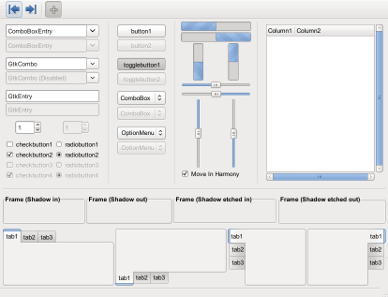 ComboBoxEntry
ComboBoxEntry
GtkCombo
GtkCombo (Disabled)
GtkEntry
GtkEntry
1
1
checkbutton1 radiobutton1
checkbutton2 radiobutton2
checkbutton3 radiobutton3
checkbutton4 radiobutton4
button1
button2
togglebutton1
togglebutton2
ComboBox
ComboBox
OptionMenu
OptionMenu
Move In Harmony
Column1 Column2
Frame (Shadow in)
Frame (Shadow out)
Frame (Shadow etched in)
Frame (Shadow etched out)
tab1 tab2 tab3
tab1 tab2 tab3
tab1
tab2
tab3
tab1
tab2
tab3